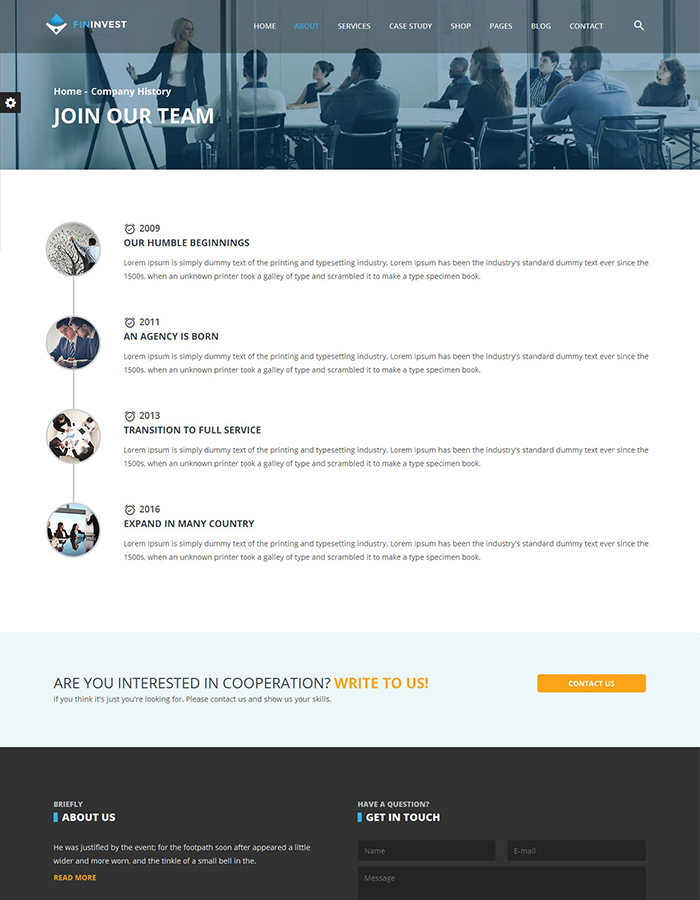 FININVEST
HOME ABOUT SERVICES CASE STUDY SHOP PAGES BLOG CONTACT
Home - Company History
JOIN OUR TEAM
2009
OUR HUMBLE BEGINNINGS
Lorem Ipsum is simply dummy text of the printing and typesetting industry. Lorem Ipsum has been the industry's standard dummy text ever since the
1500s, when an unknown printer took a galley of type and scrambled it to make a type specimen book.
2011
AN AGENCY IS BORN
Lorem Ipsum is simply dummy text of the printing and typesetting industry. Lorem Ipsum has been the industry's standard dummy text ever since the
1500s, when an unknown printer took a galley of type and scrambled it to make a type specimen book.
2013
TRANSITION TO FULL SERVICE
Lorem Ipsum is simply dummy text of the printing and typesetting industry. Lorem Ipsum has been the industry's standard dummy text ever since the
1500s, when an unknown printer took a galley of type and scrambled it to make a type specimen book.
2016
EXPAND IN MANY COUNTRY
Lorem Ipsum is simply dummy text of the printing and typesetting industry. Lorem Ipsum has been the industry's standard dummy text ever since the
1500s, when an unknown printer took a galley of type and scrambled it to make a type specimen book.
ARE YOU INTERESTED IN COOPERATION? WRITE TO US!
if you think it's just you're looking for. Please contact us and show us your skills.
CONTACT US
BRIEFLY
ABOUT US
He was justified by the event; for the footpath soon after appeared a little
wider and more worn, and the tinkle of a small bell in the.
READ MORE
HAVE A QUESTION?
GET IN TOUCH
Name
E-mail
Message